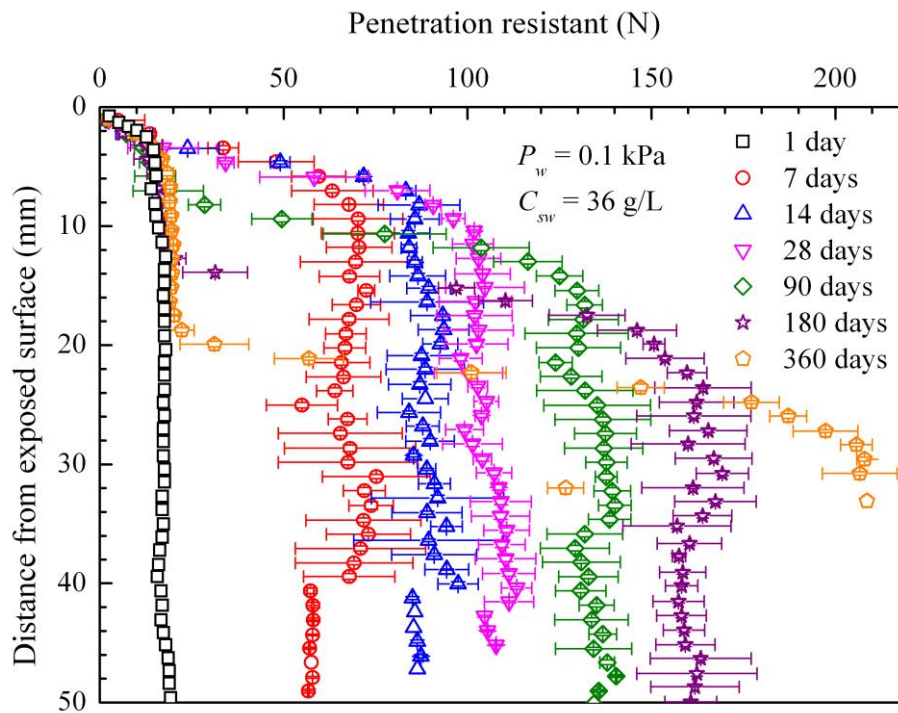 Penetration resistant (N)
0 50 100 150 200
Distance from exposed surface (mm)
0
10
20
30
40
50
P_w = 0.1 kPa
C_sw = 36 g/L
1 day
7 days
14 days
28 days
90 days
180 days
360 days